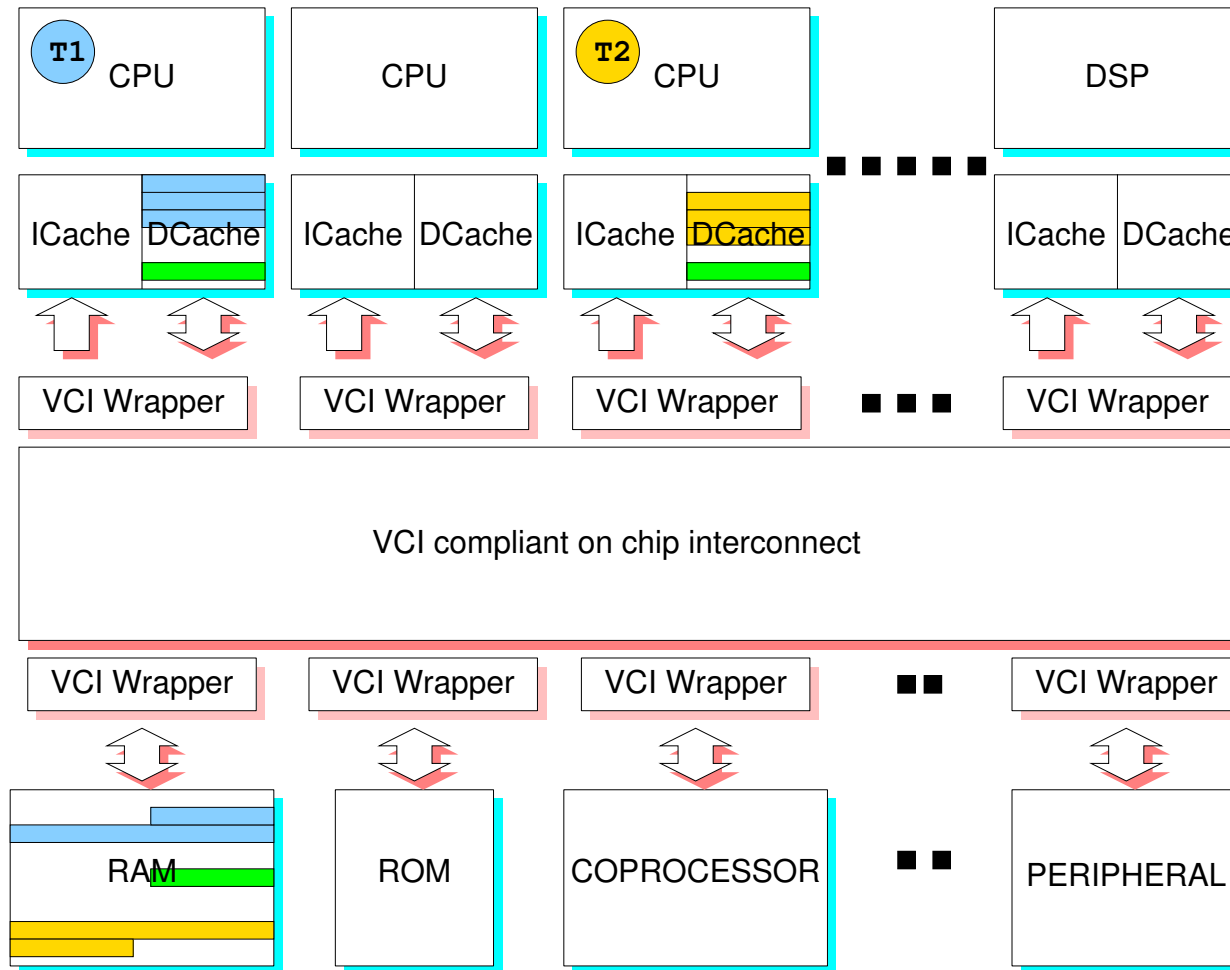 T1
CPU
CPU
T2
CPU
DSP
ICache
DCache
ICache
DCache
ICache
DCache
ICache
DCache
VCI Wrapper
VCI Wrapper
VCI Wrapper
VCI Wrapper
VCI compliant on chip interconnect
VCI Wrapper
VCI Wrapper
VCI Wrapper
VCI Wrapper
RAM
ROM
COPROCESSOR
PERIPHERAL